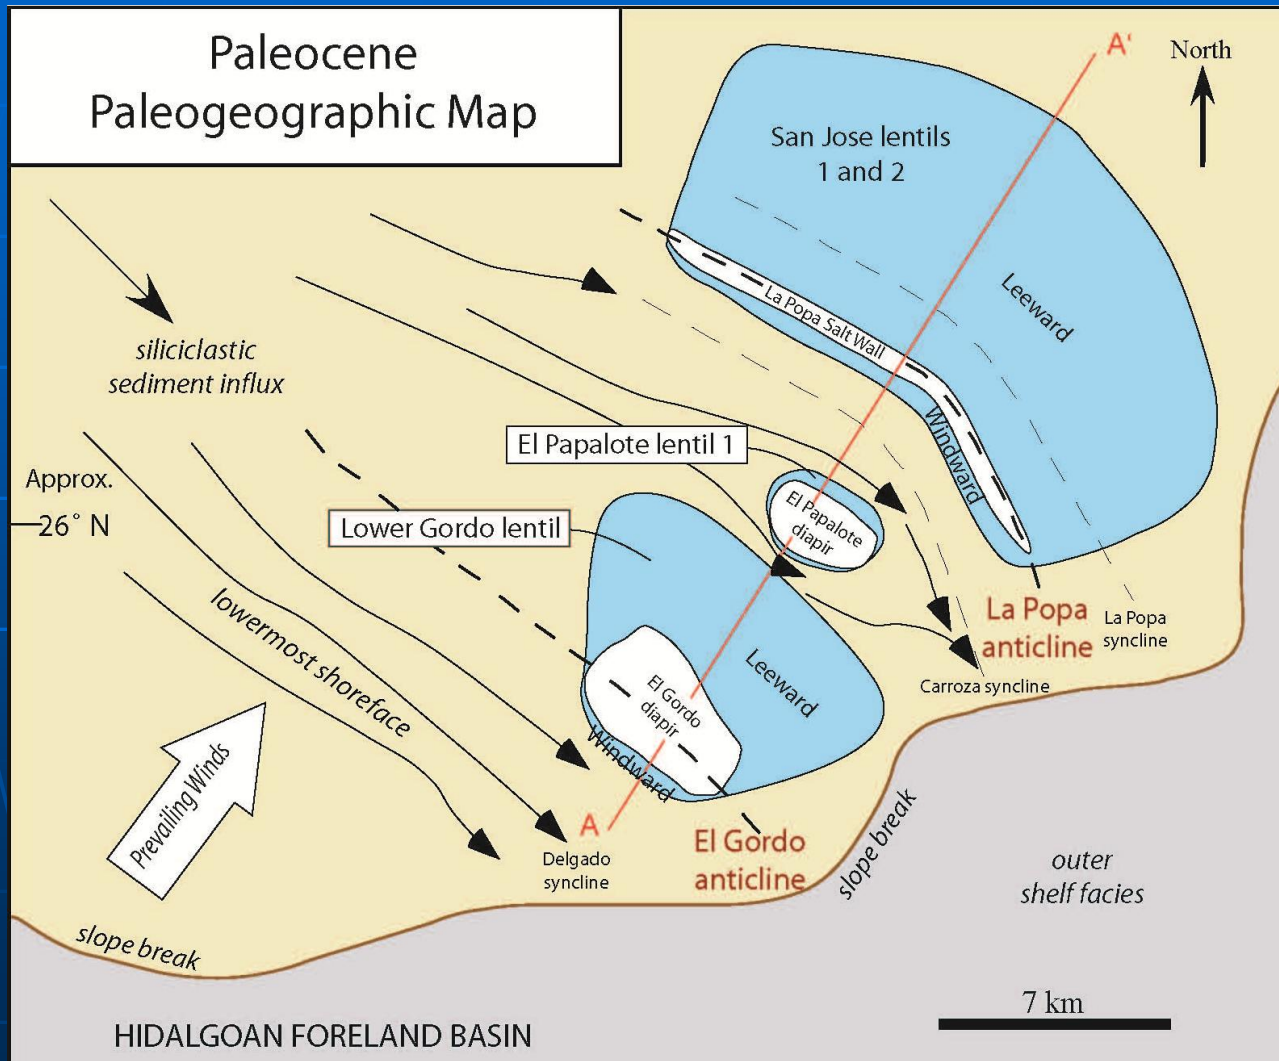 Paleocene
Paleogeographic Map
A'
North
San Jose lentils
1 and 2
Leeward
La Popa Salt Wall
siliciclastic
sediment influx
Windward
El Papalote lentil 1
Approx.
26° N
El Papalote
diapir
Lower Gordo lentil
lowermost shoreface
La Popa
anticline
La Popa
syncline
Leeward
El Gordo
diapir
Carroza syncline
Windward
Prevailing Winds
A
Delgado
syncline
El Gordo
anticline
slope break
outer
shelf facies
slope break
7 km
HIDALGOAN FORELAND BASIN